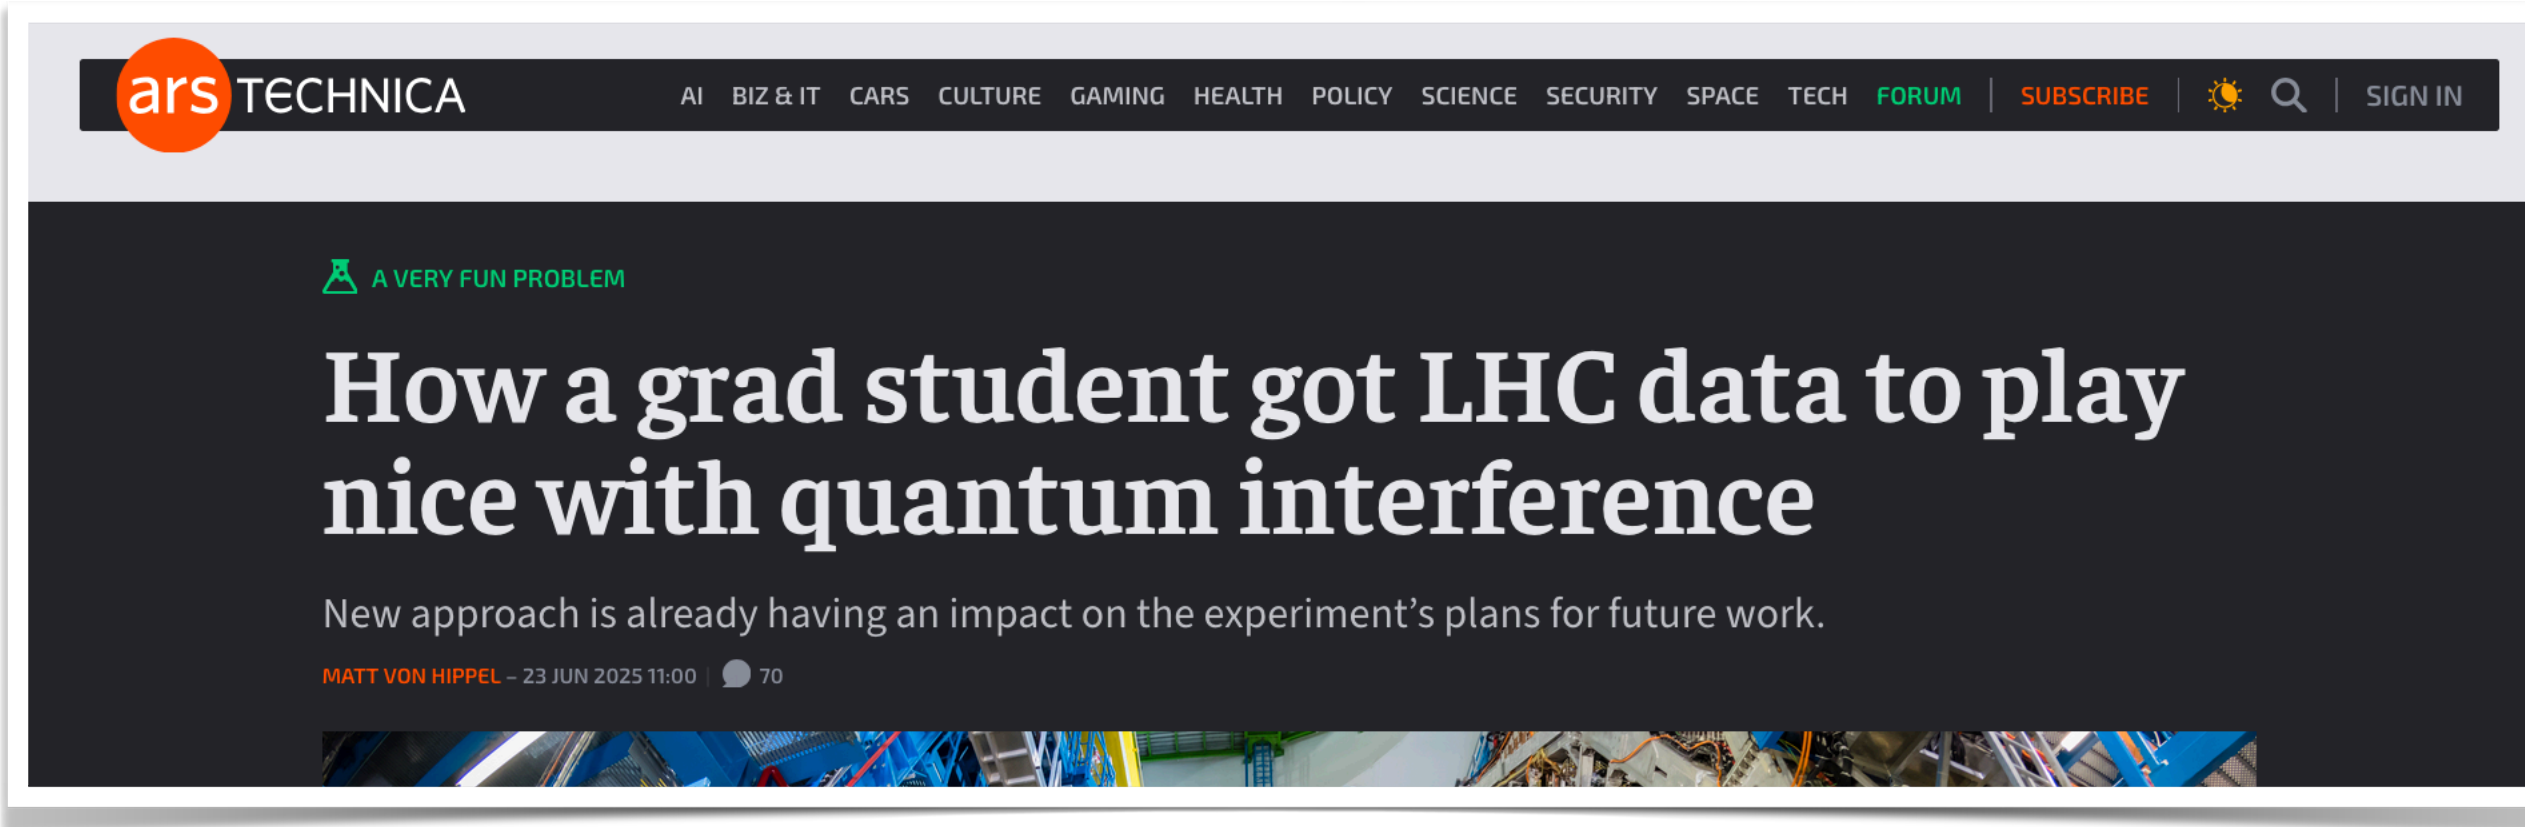 ars TECHNICA AI BIZ & IT CARS CULTURE GAMING HEALTH POLICY SCIENCE SECURITY SPACE TECH FORUM SUBSCRIBE SIGN IN
A VERY FUN PROBLEM
How a grad student got LHC data to play
nice with quantum interference
New approach is already having an impact on the experiment’s plans for future work.
MATT VON HIPPEL – 23 JUN 2025 11:00 70